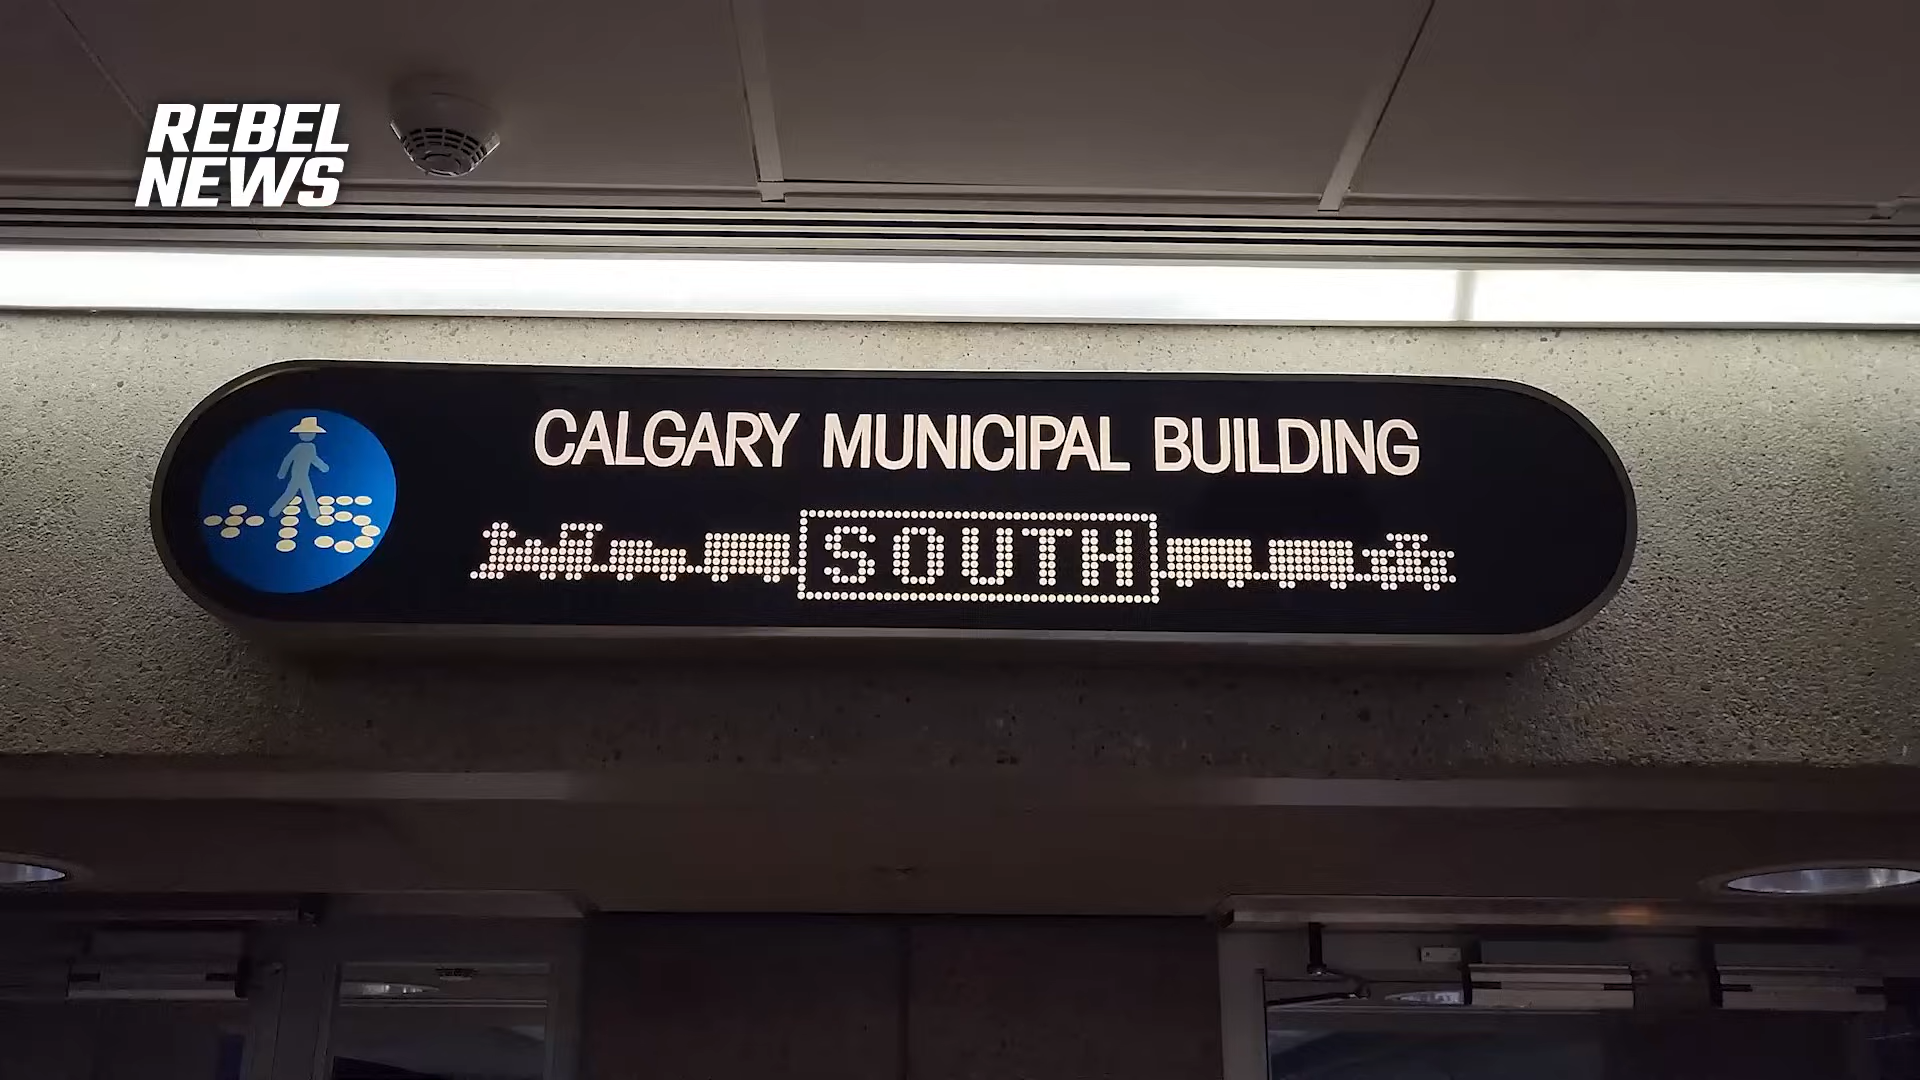 REBEL
NEWS
CALGARY MUNICIPAL BUILDING
+15
SOUTH